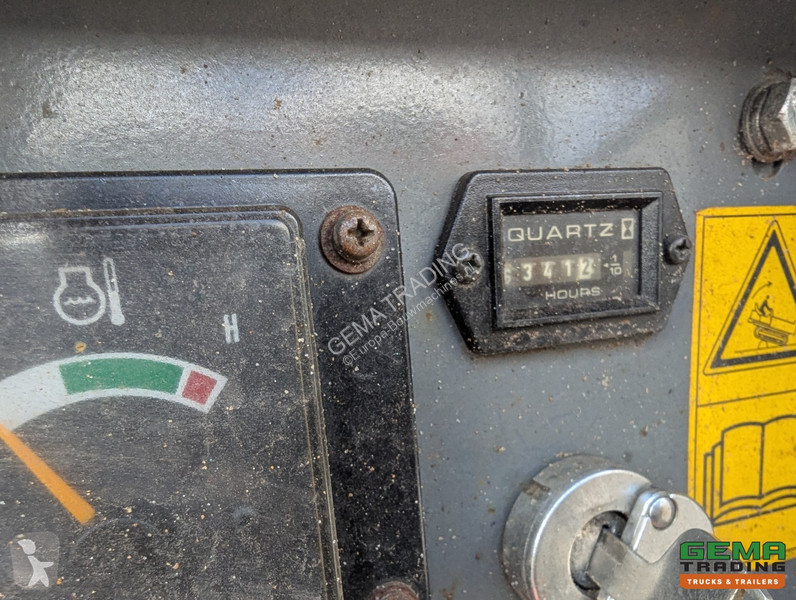 QUARTZ
3412 1/10
HOURS
H
GEMA TRADING
GEMA
TRADING
TRUCKS & TRAILERS